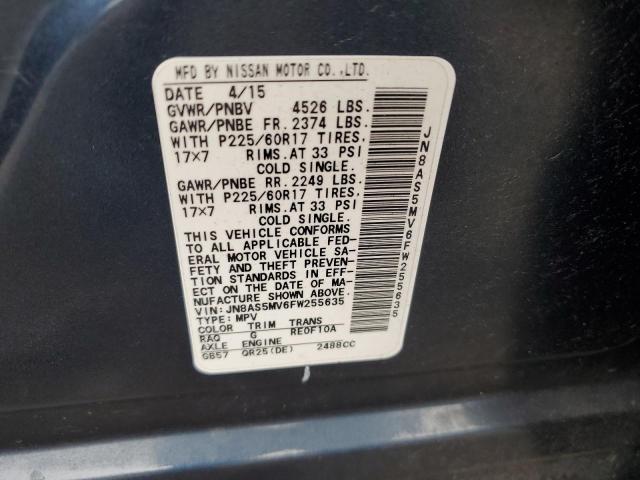 MFD BY NISSAN MOTOR CO.,LTD.
DATE 4/15
GVWR/PNBV 4526 LBS.
GAWR/PNBE FR. 2374 LBS.
WITH P225/60R17 TIRES.
17×7 RIMS.AT 33 PSI
COLD SINGLE.
GAWR/PNBE RR. 2249 LBS.
WITH P225/60R17 TIRES.
17×7 RIMS.AT 33 PSI
COLD SINGLE.
THIS VEHICLE CONFORMS
TO ALL APPLICABLE FED-
ERAL MOTOR VEHICLE SA-
FETY AND THEFT PREVEN-
TION STANDARDS IN EFF-
ECT ON THE DATE OF MA-
NUFACTURE SHOWN ABOVE.
VIN: JN8AS5MV6FW255635
TYPE: MPV
COLOR TRIM TRANS
RAQ G RE0F10A
AXLE ENGINE
GB57 QR25(DE) 2488CC
JN8AS5MV6FW255635